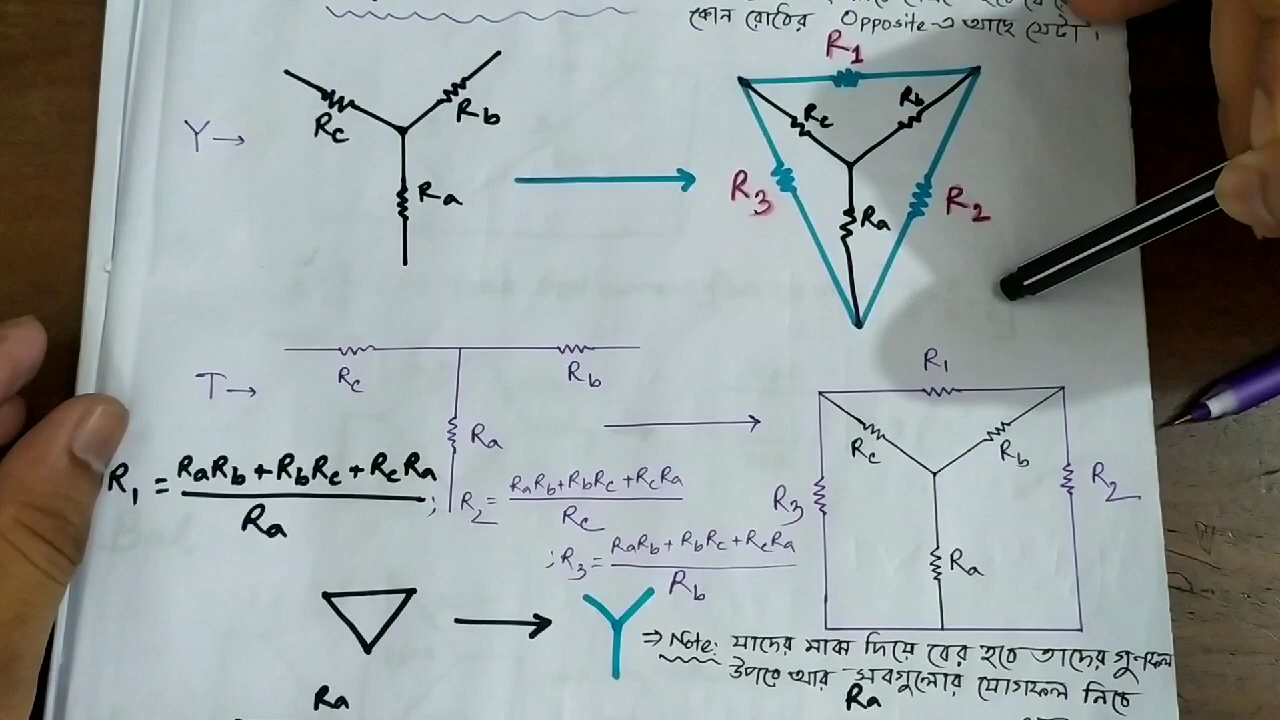 কোন রোধের Opposite-এ আছে সেটা।
R1
Y→
Rc
Rb
Ra
Rc
Rb
R3
Ra
R2
T→
Rc
Rb
Ra
R1
Rc
Rb
R3
R2
Ra
R1 = RaRb + RbRc + RcRa / Ra ;
R2 = RaRb + RbRc + RcRa / Rc
; R3 = RaRb + RbRc + RcRa / Rb
⇒ Note: যাদের মাঝ দিয়ে বের হবে তাদের গুণফল
উপরে আর সবগুলোর যোগফল নিচে
Ra
Ra